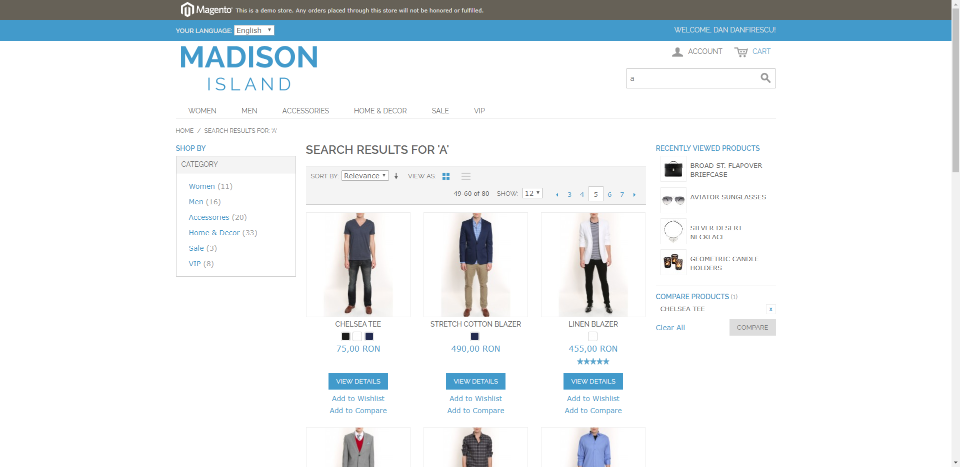 Magento This is a demo store. Any orders placed through this store will not be honored or fulfilled.
YOUR LANGUAGE: English WELCOME, DAN DANFIRESCU!
MADISON
ISLAND
ACCOUNT CART
a
WOMEN MEN ACCESSORIES HOME & DECOR SALE VIP
HOME / SEARCH RESULTS FOR: 'A'
SHOP BY
CATEGORY
Women (11)
Men (16)
Accessories (20)
Home & Decor (33)
Sale (3)
VIP (8)
SEARCH RESULTS FOR 'A'
SORT BY Relevance VIEW AS
49-60 of 80 SHOW: 12 3 4 5 6 7
CHELSEA TEE
75,00 RON
VIEW DETAILS
Add to Wishlist
Add to Compare
STRETCH COTTON BLAZER
490,00 RON
VIEW DETAILS
Add to Wishlist
Add to Compare
LINEN BLAZER
455,00 RON
VIEW DETAILS
Add to Wishlist
Add to Compare
RECENTLY VIEWED PRODUCTS
BROAD ST. FLAPOVER
BRIEFCASE
AVIATOR SUNGLASSES
SILVER DESERT
NECKLACE
GEOMETRIC CANDLE
HOLDERS
COMPARE PRODUCTS (1)
CHELSEA TEE x
Clear All COMPARE